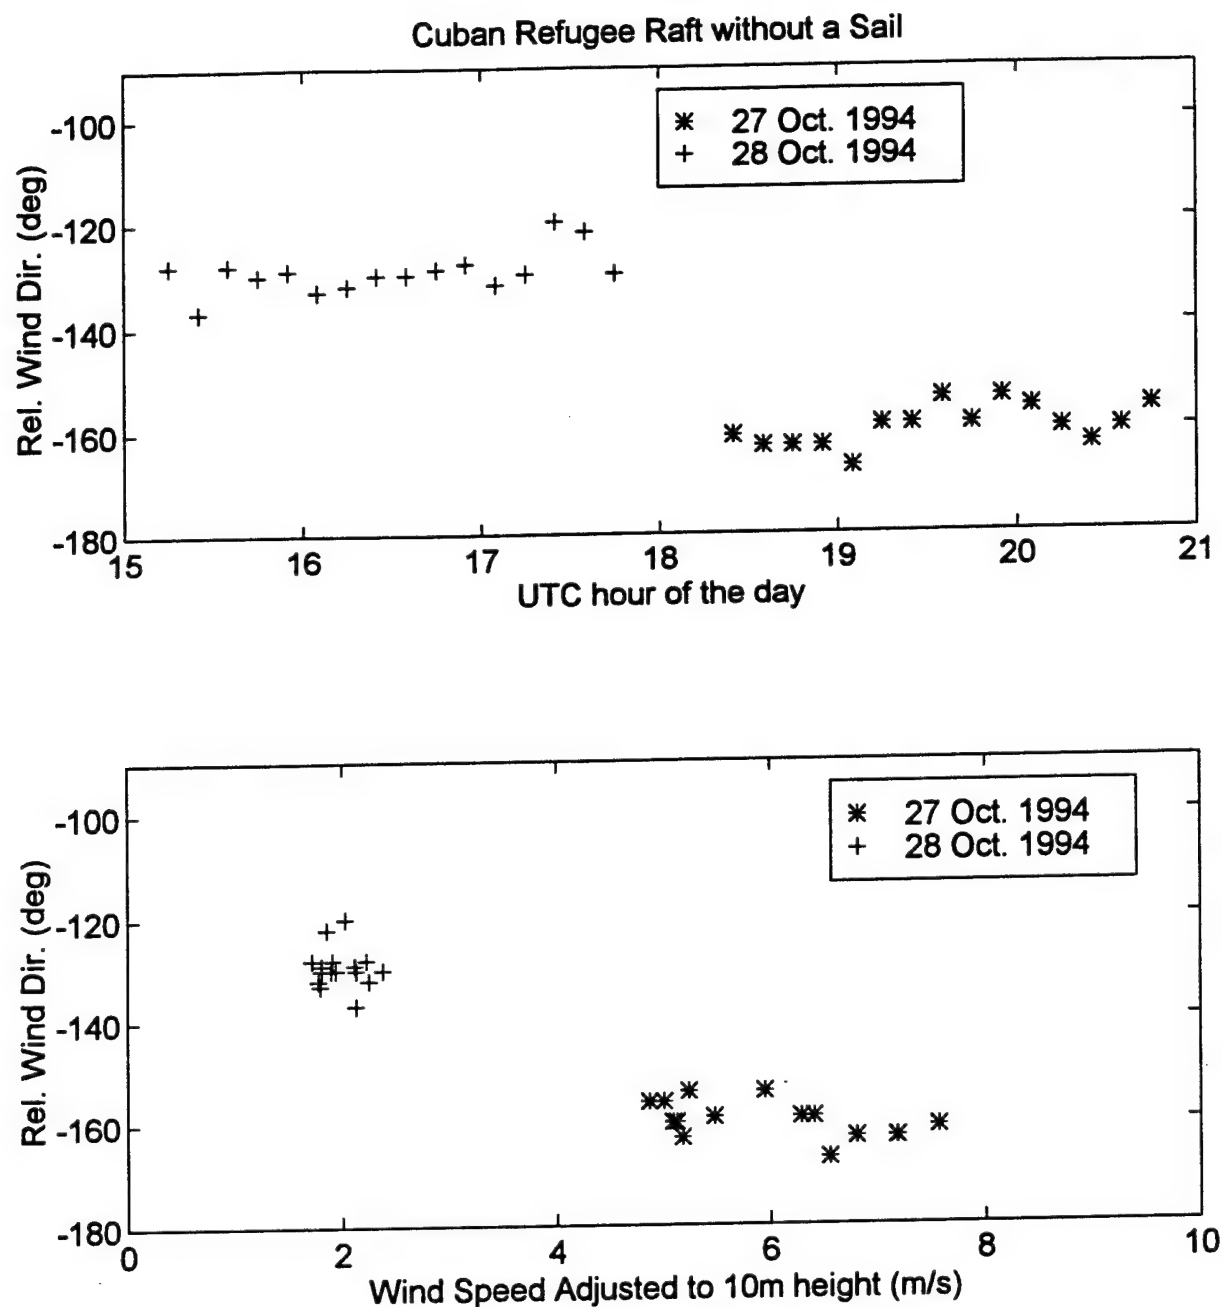 Cuban Refugee Raft without a Sail
27 Oct. 1994
28 Oct. 1994
Rel. Wind Dir. (deg)
-100
-120
-140
-160
-180
15
16
17
18
19
20
21
UTC hour of the day
27 Oct. 1994
28 Oct. 1994
Rel. Wind Dir. (deg)
-100
-120
-140
-160
-180
0
2
4
6
8
10
Wind Speed Adjusted to 10m height (m/s)